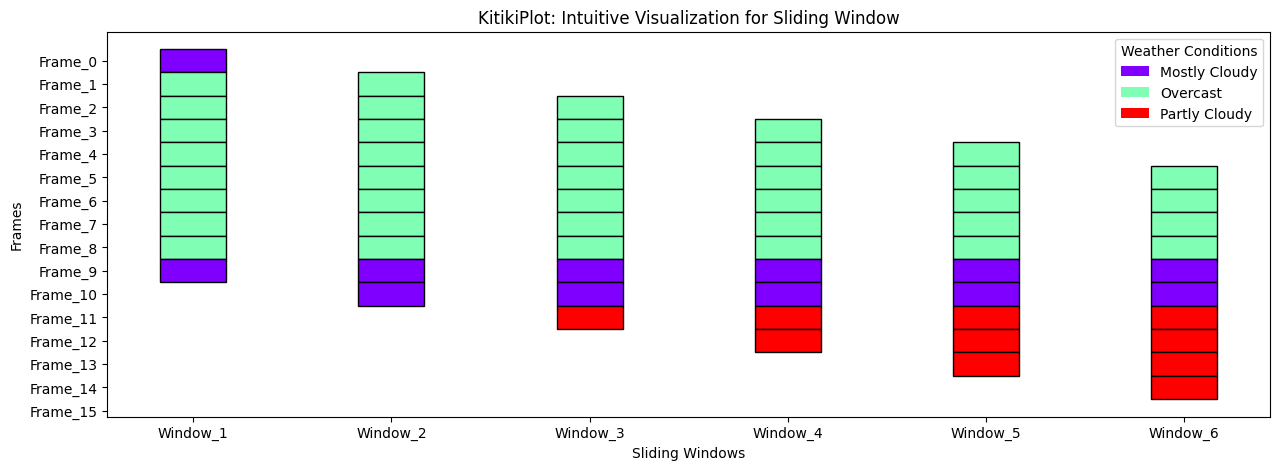 KitikiPlot: Intuitive Visualization for Sliding Window
Weather Conditions
Mostly Cloudy
Overcast
Partly Cloudy
Frames
Frame_0
Frame_1
Frame_2
Frame_3
Frame_4
Frame_5
Frame_6
Frame_7
Frame_8
Frame_9
Frame_10
Frame_11
Frame_12
Frame_13
Frame_14
Frame_15
Window_1 Window_2 Window_3 Window_4 Window_5 Window_6
Sliding Windows